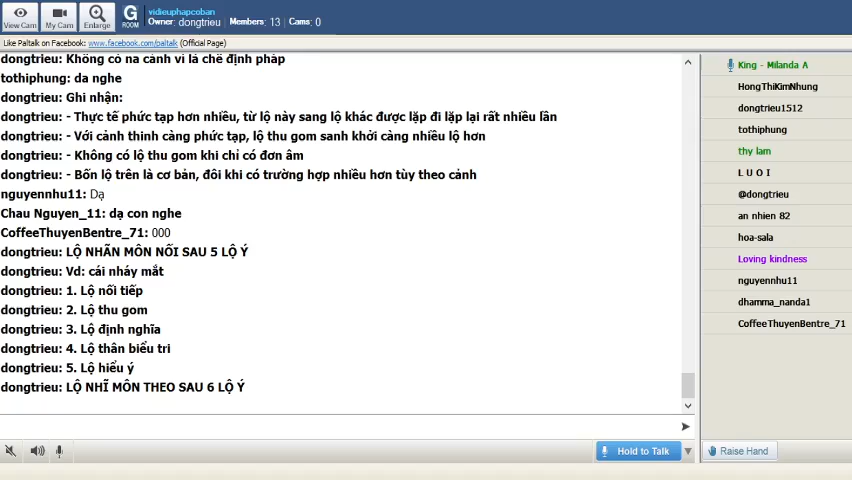 View Cam
My Cam
Enlarge
G
ROOM
vidieuphapcoban
Owner: dongtrieu Members: 13 Cams: 0
Like Paltalk on Facebook: www.facebook.com/paltalk (Official Page)
dongtrieu: Không có na cảnh vì là chế định pháp
tothiphung: da nghe
dongtrieu: Ghi nhận:
dongtrieu: - Thực tế phức tạp hơn nhiều, từ lộ này sang lộ khác được lặp đi lặp lại rất nhiều lần
dongtrieu: - Với cảnh thinh càng phức tạp, lộ thu gom sanh khởi càng nhiều lộ hơn
dongtrieu: - Không có lộ thu gom khi chỉ có đơn âm
dongtrieu: - Bốn lộ trên là cơ bản, đôi khi có trường hợp nhiều hơn tùy theo cảnh
nguyennhu11: Dạ
Chau Nguyen_11: dạ con nghe
CoffeeThuyenBentre_71: 000
dongtrieu: LỘ NHÃN MÔN NỐI SAU 5 LỘ Ý
dongtrieu: Vd: cái nháy mắt
dongtrieu: 1. Lộ nối tiếp
dongtrieu: 2. Lộ thu gom
dongtrieu: 3. Lộ định nghĩa
dongtrieu: 4. Lộ thân biểu tri
dongtrieu: 5. Lộ hiểu ý
dongtrieu: LỘ NHĨ MÔN THEO SAU 6 LỘ Ý
Hold to Talk
King - Milanda A
HongThiKimNhung
dongtrieu1512
tothiphung
thy lam
L U O I
@dongtrieu
an nhien 82
hoa-sala
Loving kindness
nguyennhu11
dhamma_nanda1
CoffeeThuyenBentre_71
Raise Hand